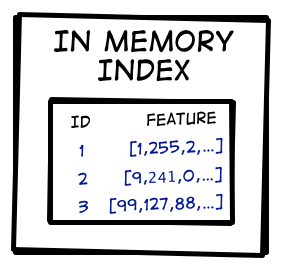 IN MEMORY
INDEX
ID FEATURE
1 [1,255,2,...]
2 [9,241,0,...]
3 [99,127,88,...]